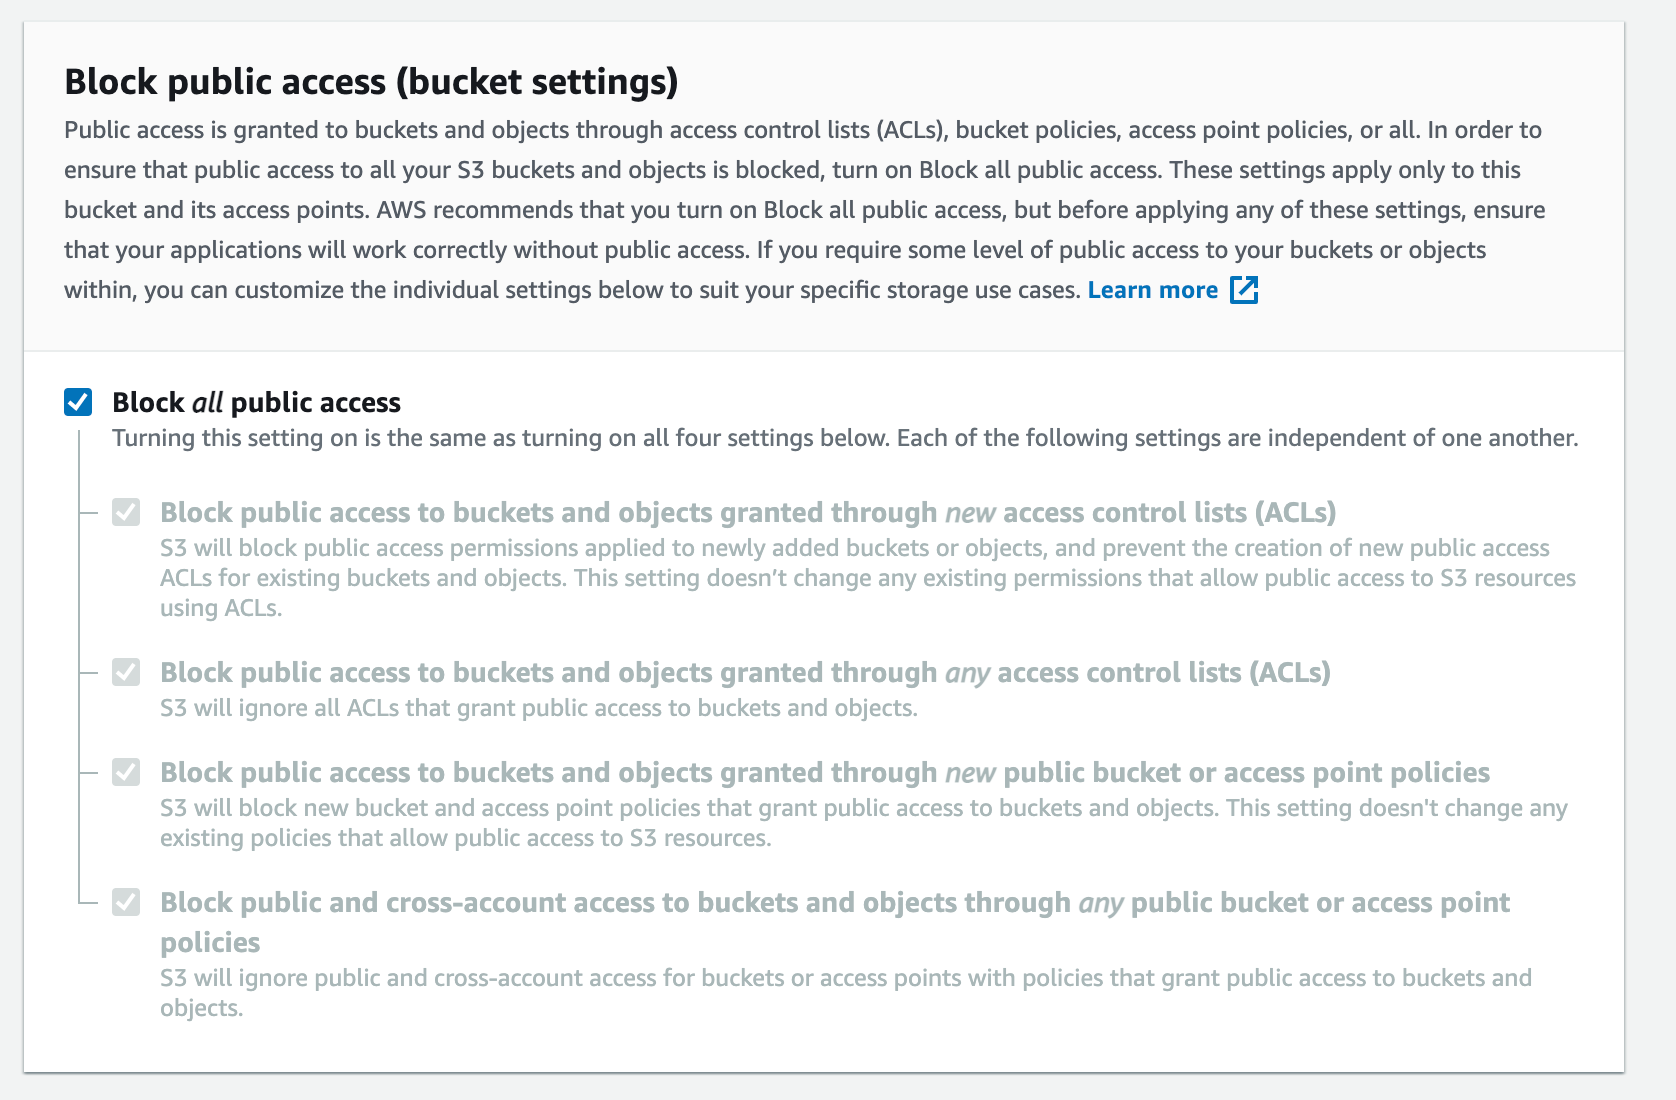 Block public access (bucket settings)
Public access is granted to buckets and objects through access control lists (ACLs), bucket policies, access point policies, or all. In order to
ensure that public access to all your S3 buckets and objects is blocked, turn on Block all public access. These settings apply only to this
bucket and its access points. AWS recommends that you turn on Block all public access, but before applying any of these settings, ensure
that your applications will work correctly without public access. If you require some level of public access to your buckets or objects
within, you can customize the individual settings below to suit your specific storage use cases. Learn more
Block all public access
Turning this setting on is the same as turning on all four settings below. Each of the following settings are independent of one another.
Block public access to buckets and objects granted through new access control lists (ACLs)
S3 will block public access permissions applied to newly added buckets or objects, and prevent the creation of new public access
ACLs for existing buckets and objects. This setting doesn’t change any existing permissions that allow public access to S3 resources
using ACLs.
Block public access to buckets and objects granted through any access control lists (ACLs)
S3 will ignore all ACLs that grant public access to buckets and objects.
Block public access to buckets and objects granted through new public bucket or access point policies
S3 will block new bucket and access point policies that grant public access to buckets and objects. This setting doesn't change any
existing policies that allow public access to S3 resources.
Block public and cross-account access to buckets and objects through any public bucket or access point
policies
S3 will ignore public and cross-account access for buckets or access points with policies that grant public access to buckets and
objects.